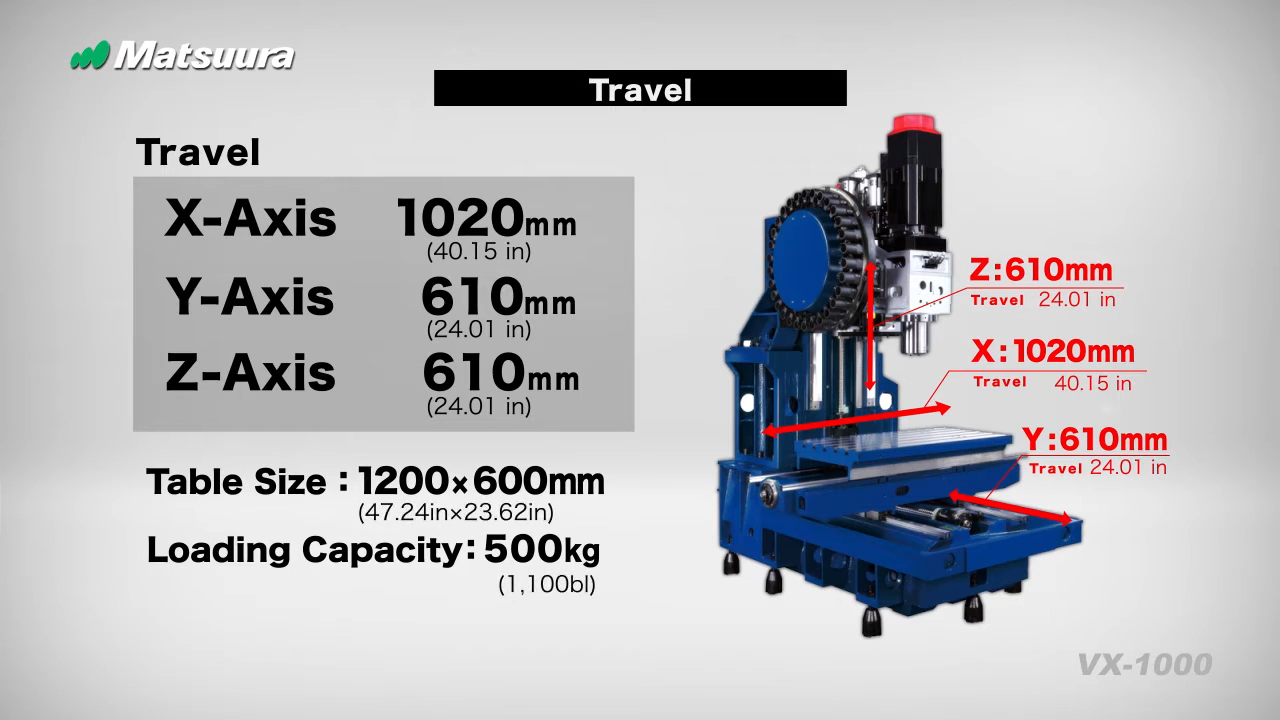 Matsuura
Travel
Travel
X-Axis 1020mm
(40.15 in)
Y-Axis 610mm
(24.01 in)
Z-Axis 610mm
(24.01 in)
Table Size : 1200×600mm
(47.24in×23.62in)
Loading Capacity: 500kg
(1,100bl)
Z:610mm
Travel 24.01 in
X:1020mm
Travel 40.15 in
Y:610mm
Travel 24.01 in
VX-1000